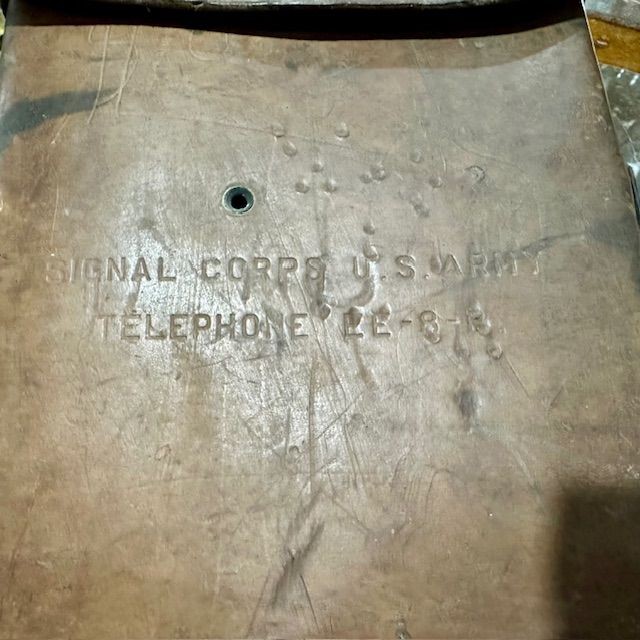 SIGNAL CORPS U.S. ARMY
TELEPHONE EE-8-